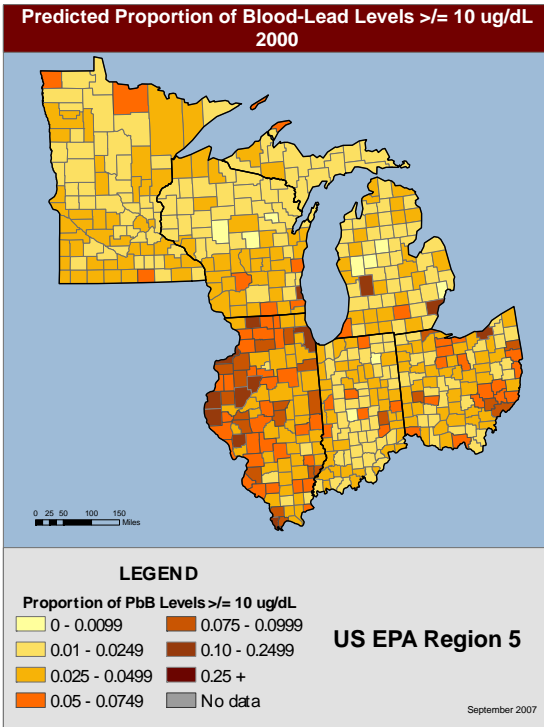 Predicted Proportion of Blood-Lead Levels >/= 10 ug/dL
2000
0 25 50 100 150
Miles
LEGEND
Proportion of PbB Levels >/= 10 ug/dL
0 - 0.0099
0.01 - 0.0249
0.025 - 0.0499
0.05 - 0.0749
0.075 - 0.0999
0.10 - 0.2499
0.25 +
No data
US EPA Region 5
September 2007